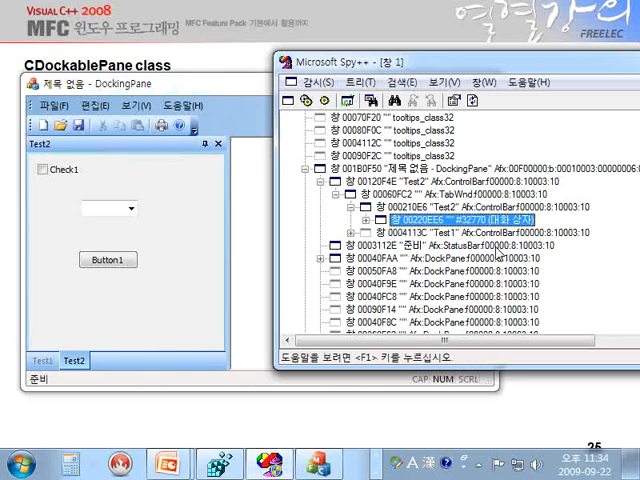 VISUAL C++ 2008
MFC 윈도우 프로그래밍 MFC Feature Pack 기본에서 활용까지
열혈강의
FREELEC
CDockablePane class
제목 없음 - DockingPane
파일(F) 편집(E) 보기(V) 도움말(H)
Test2
Check1
Button1
Test1 Test2
준비 CAP NUM SCRL
Microsoft Spy++ - [창 1]
감시(S) 트리(T) 검색(E) 보기(V) 창(W) 도움말(H)
창 00070F20 "" tooltips_class32
창 00080F32 "" tooltips_class32
창 0004112C "" tooltips_class32
창 00090F2C "" tooltips_class32
창 001B0F50 "제목 없음 - DockingPane" Afx:00F00000:b:00010003:00000006:0
창 00120F4E "Test2" Afx:ControlBar:f00000:8:10003:10
창 00060FC2 "" Afx:TabWnd:f00000:8:10003:10
창 000210E6 "Test2" Afx:ControlBar:f00000:8:10003:10
창 00220EE6 "" #32770 (대화 상자)
창 0004113C "Test1" Afx:ControlBar:f00000:8:10003:10
창 0003112E "준비" Afx:StatusBar:f00000:8:10003:10
창 00040FAA "" Afx:DockPane:f00000:8:10003:10
창 00050FA8 "" Afx:DockPane:f00000:8:10003:10
창 00040F9E "" Afx:DockPane:f00000:8:10003:10
창 00040FC8 "" Afx:DockPane:f00000:8:10003:10
창 00090F14 "" Afx:DockPane:f00000:8:10003:10
창 00040F8C "" Afx:DockPane:f00000:8:10003:10
도움말을 보려면 <F1> 키를 누르십시오.
25
A 漢
오후 11:34
2009-09-22